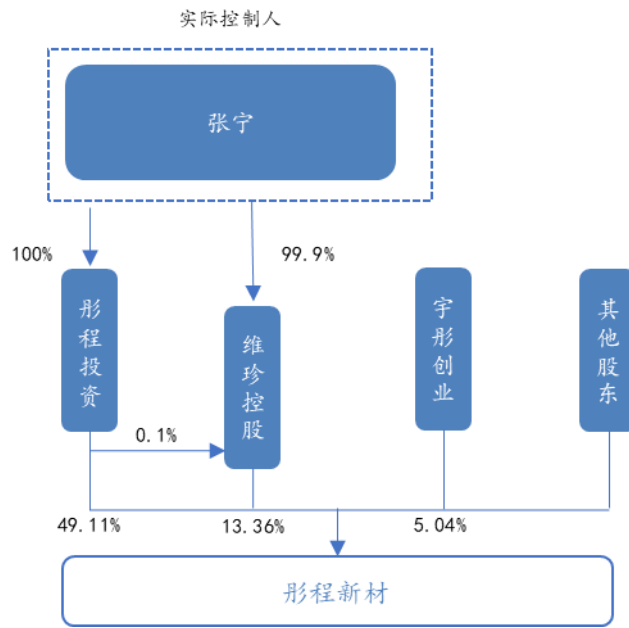 实际控制人
张宁
100%
99.9%
彤程投资
维珍控股
宇彤创业
其他股东
0.1%
49.11%
13.36%
5.04%
彤程新材